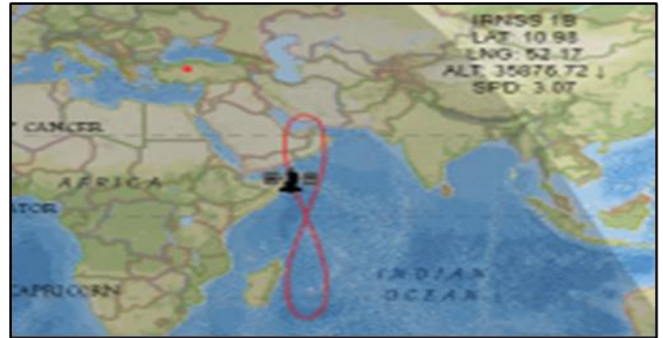 IRNSS 1B
LAT: 10.98
LNG: 52.17
ALT: 35876.72 ↓
SPD: 3.07
CANCER
AFRICA
ATOR
CAPRICORN
INDIAN
OCEAN